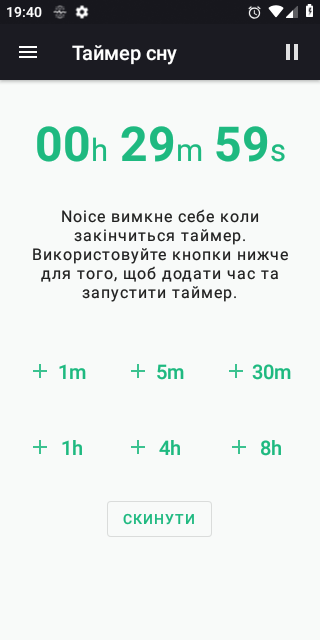 19:40
Таймер сну
00h 29m 59s
Noice вимкне себе коли
закінчиться таймер.
Використовуйте кнопки нижче
для того, щоб додати час та
запустити таймер.
+ 1m + 5m + 30m
+ 1h + 4h + 8h
СКИНУТИ